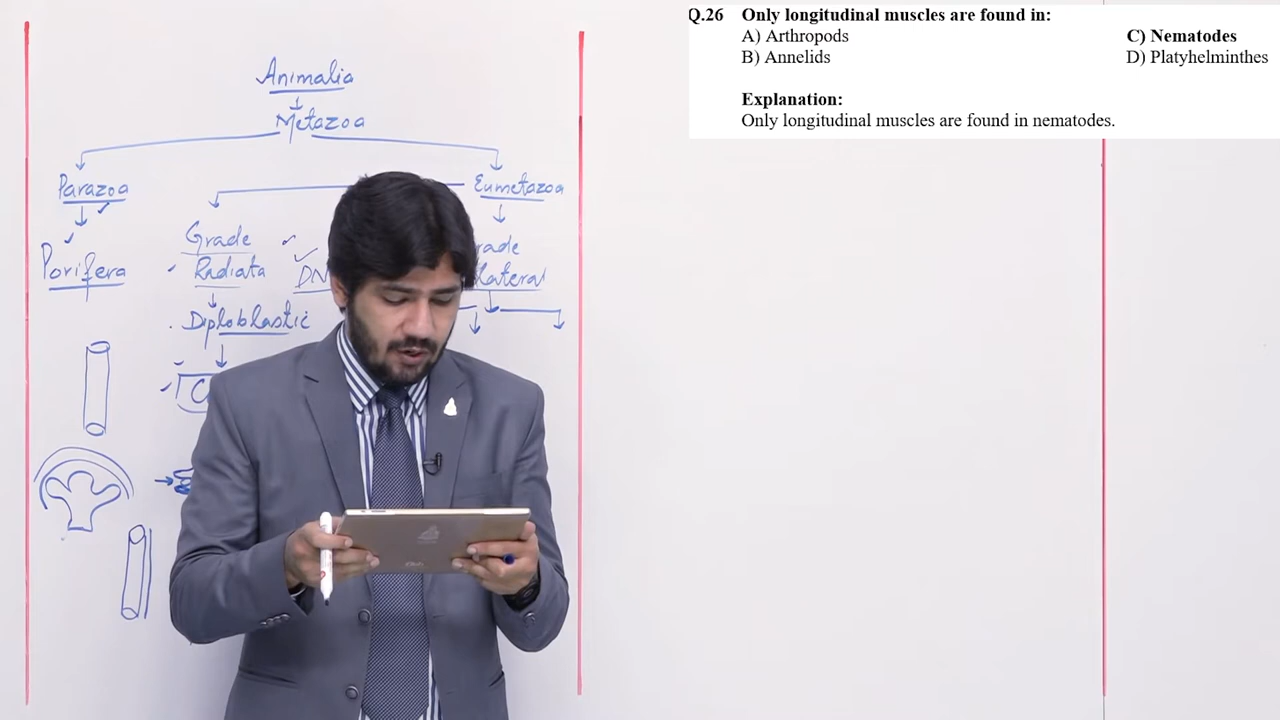 Q.26 Only longitudinal muscles are found in:
A) Arthropods
B) Annelids
C) Nematodes
D) Platyhelminthes
Explanation:
Only longitudinal muscles are found in nematodes.
Animalia
Metazoa
Parazoa
Eumetazoa
Porifera
Grade
Radiata
Diploblastic